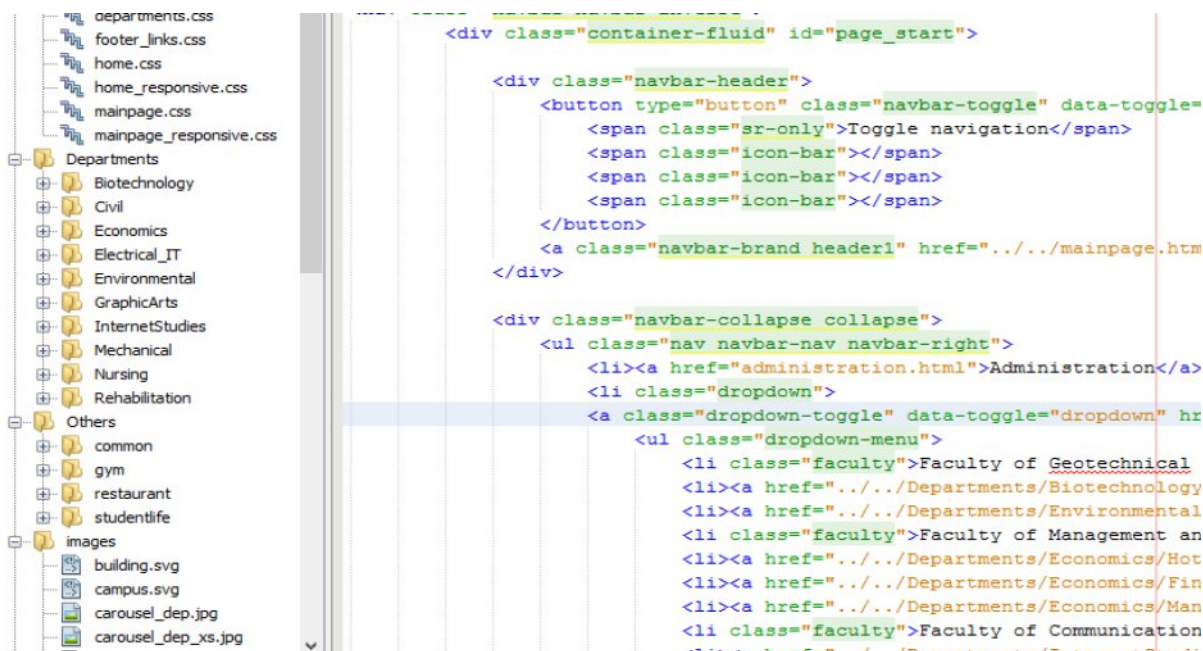 departments.css
footer_links.css
home.css
home_responsive.css
mainpage.css
mainpage_responsive.css
Departments
Biotechnology
Civil
Economics
Electrical_IT
Environmental
GraphicArts
InternetStudies
Mechanical
Nursing
Rehabilitation
Others
common
gym
restaurant
studentlife
images
building.svg
campus.svg
carousel_dep.jpg
carousel_dep_xs.jpg
<div class="container-fluid" id="page_start">
<div class="navbar-header">
<button type="button" class="navbar-toggle" data-toggle=
<span class="sr-only">Toggle navigation</span>
<span class="icon-bar"></span>
<span class="icon-bar"></span>
<span class="icon-bar"></span>
</button>
<a class="navbar-brand header1" href="../../mainpage.htm
</div>
<div class="navbar-collapse collapse">
<ul class="nav navbar-nav navbar-right">
<li><a href="administration.html">Administration</a>
<li class="dropdown">
<a class="dropdown-toggle" data-toggle="dropdown" hr
<ul class="dropdown-menu">
<li class="faculty">Faculty of Geotechnical
<li><a href="../../Departments/Biotechnology
<li><a href="../../Departments/Environmental
<li class="faculty">Faculty of Management an
<li><a href="../../Departments/Economics/Hot
<li><a href="../../Departments/Economics/Fin
<li><a href="../../Departments/Economics/Man
<li class="faculty">Faculty of Communication